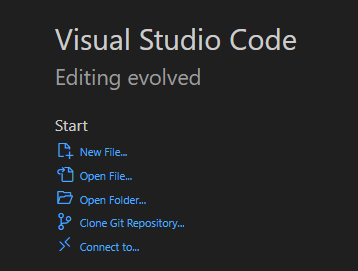 Visual Studio Code
Editing evolved
Start
New File...
Open File...
Open Folder...
Clone Git Repository...
Connect to...